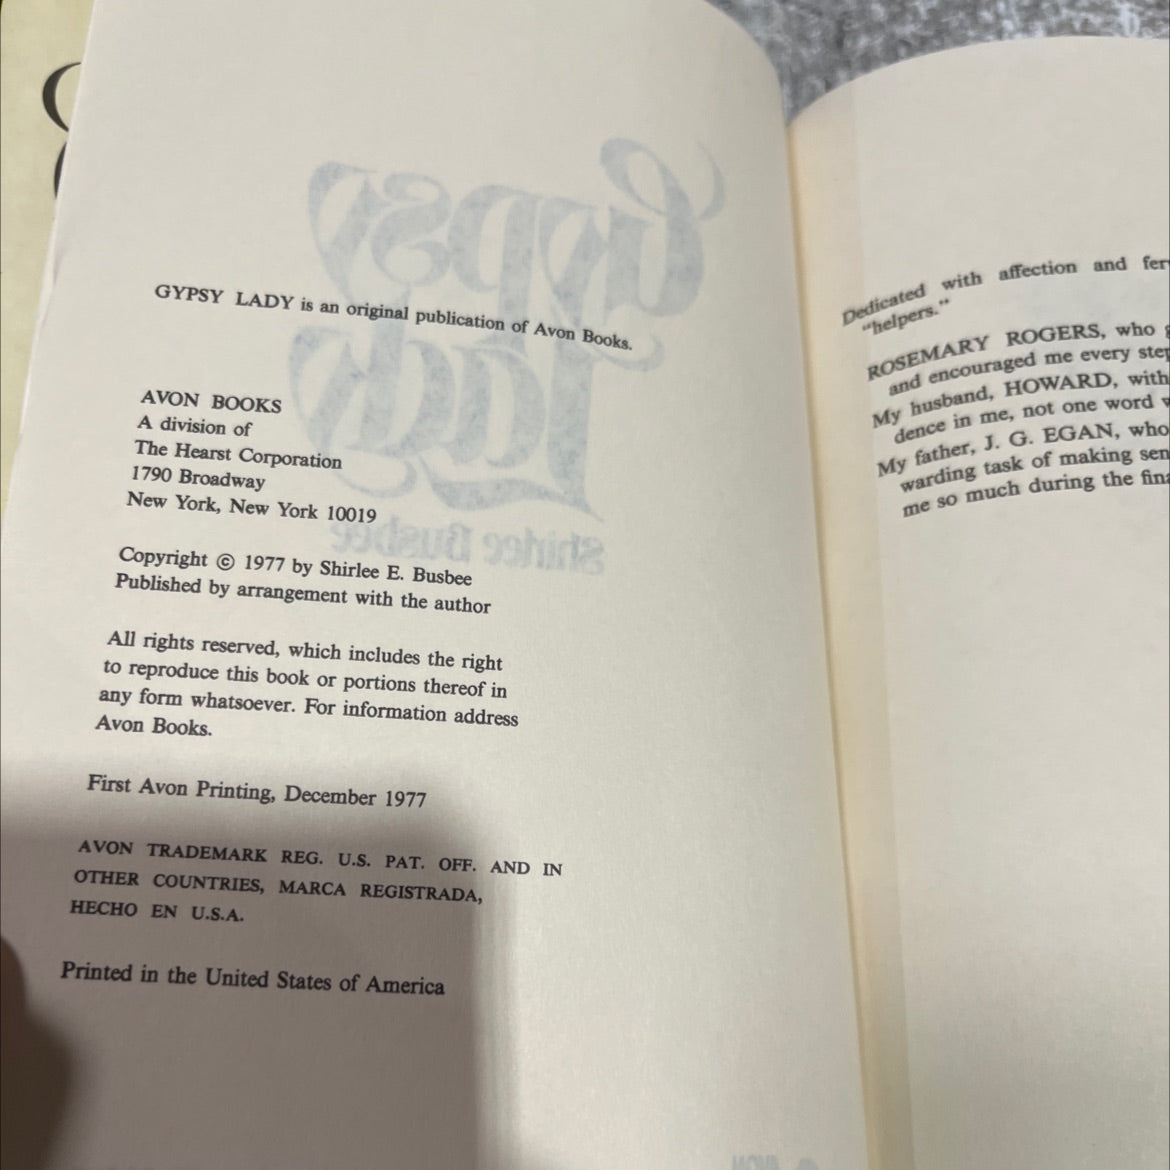 GYPSY LADY is an original publication of Avon Books.
AVON BOOKS
A division of
The Hearst Corporation
1790 Broadway
New York, New York 10019
Copyright © 1977 by Shirlee E. Busbee
Published by arrangement with the author
All rights reserved, which includes the right
to reproduce this book or portions thereof in
any form whatsoever. For information address
Avon Books.
First Avon Printing, December 1977
AVON TRADEMARK REG. U.S. PAT. OFF. AND IN
OTHER COUNTRIES, MARCA REGISTRADA,
HECHO EN U.S.A.
Printed in the United States of America
Gypsy
Lady
Shirlee Busbee
AVON
Dedicated with affection and
"helpers."
ROSEMARY ROGERS, who
and encouraged me every
My husband, HOWARD, with
dence in me, not one word
My father, J. G. EGAN, who
warding task of making
me so much during the